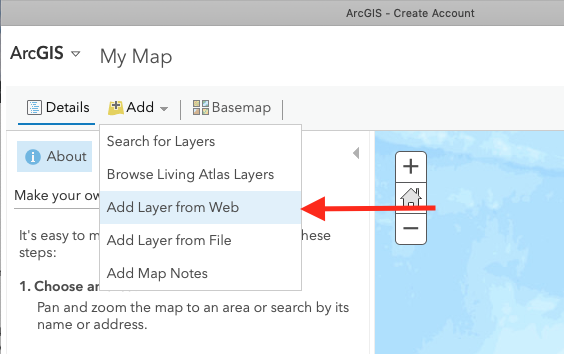 ArcGIS - Create Account
ArcGIS My Map
Details Add Basemap
About
Search for Layers
Browse Living Atlas Layers
Add Layer from Web
Add Layer from File
Add Map Notes
Make your
It's easy to
steps:
1. Choose
Pan and zoom the map to an area or search by its
name or address.
+
−